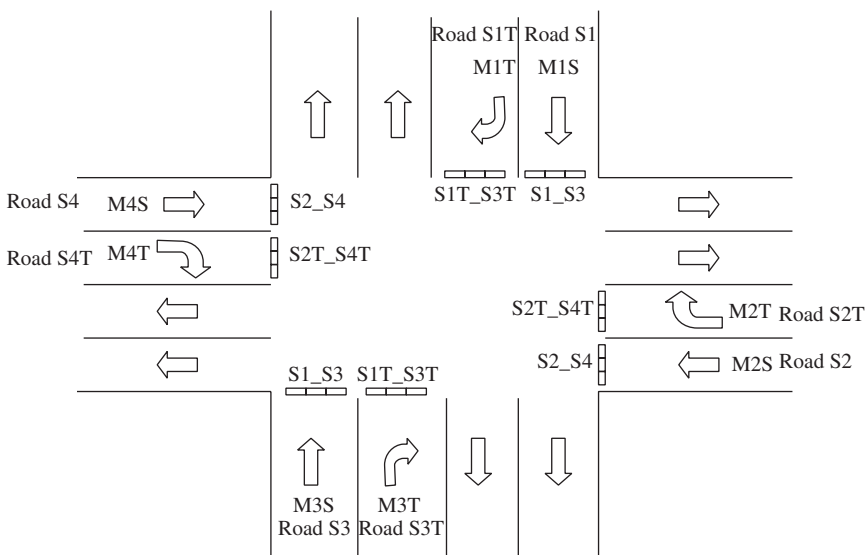 Road S1T Road S1
M1T M1S
S1T_S3T S1_S3
Road S4 M4S S2_S4
Road S4T M4T S2T_S4T
S2T_S4T M2T Road S2T
S2_S4 M2S Road S2
S1_S3 S1T_S3T
M3S M3T
Road S3 Road S3T